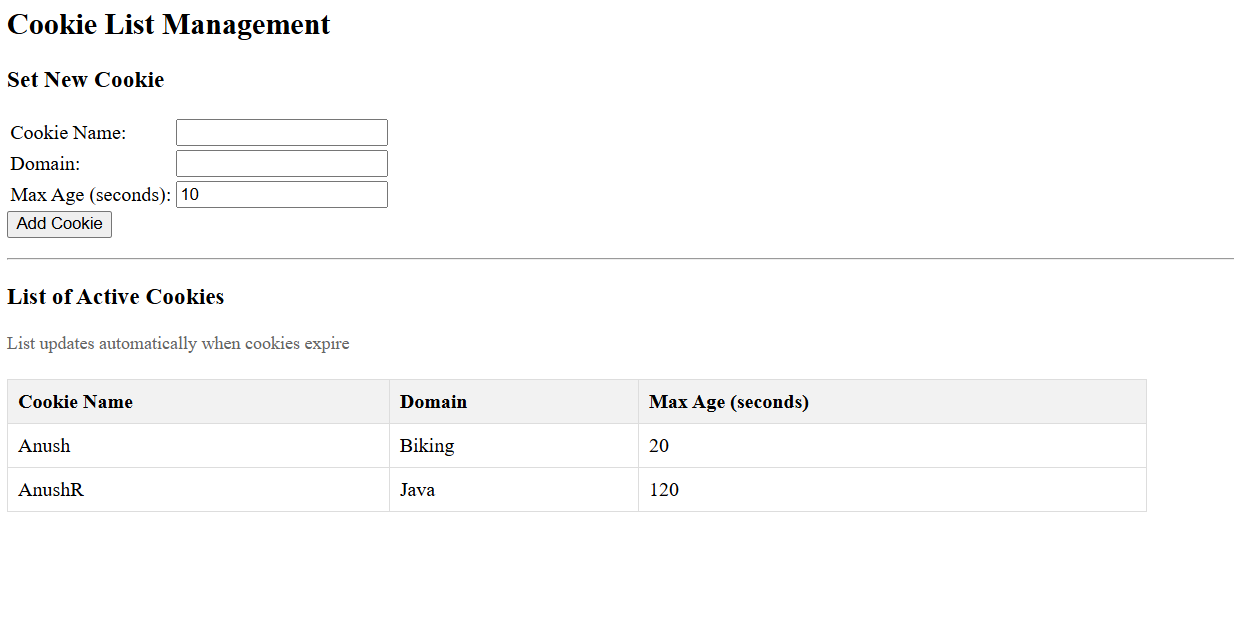 Cookie List Management
Set New Cookie
Cookie Name:
Domain:
Max Age (seconds): 10
Add Cookie
List of Active Cookies
List updates automatically when cookies expire
Cookie Name Domain Max Age (seconds)
Anush Biking 20
AnushR Java 120